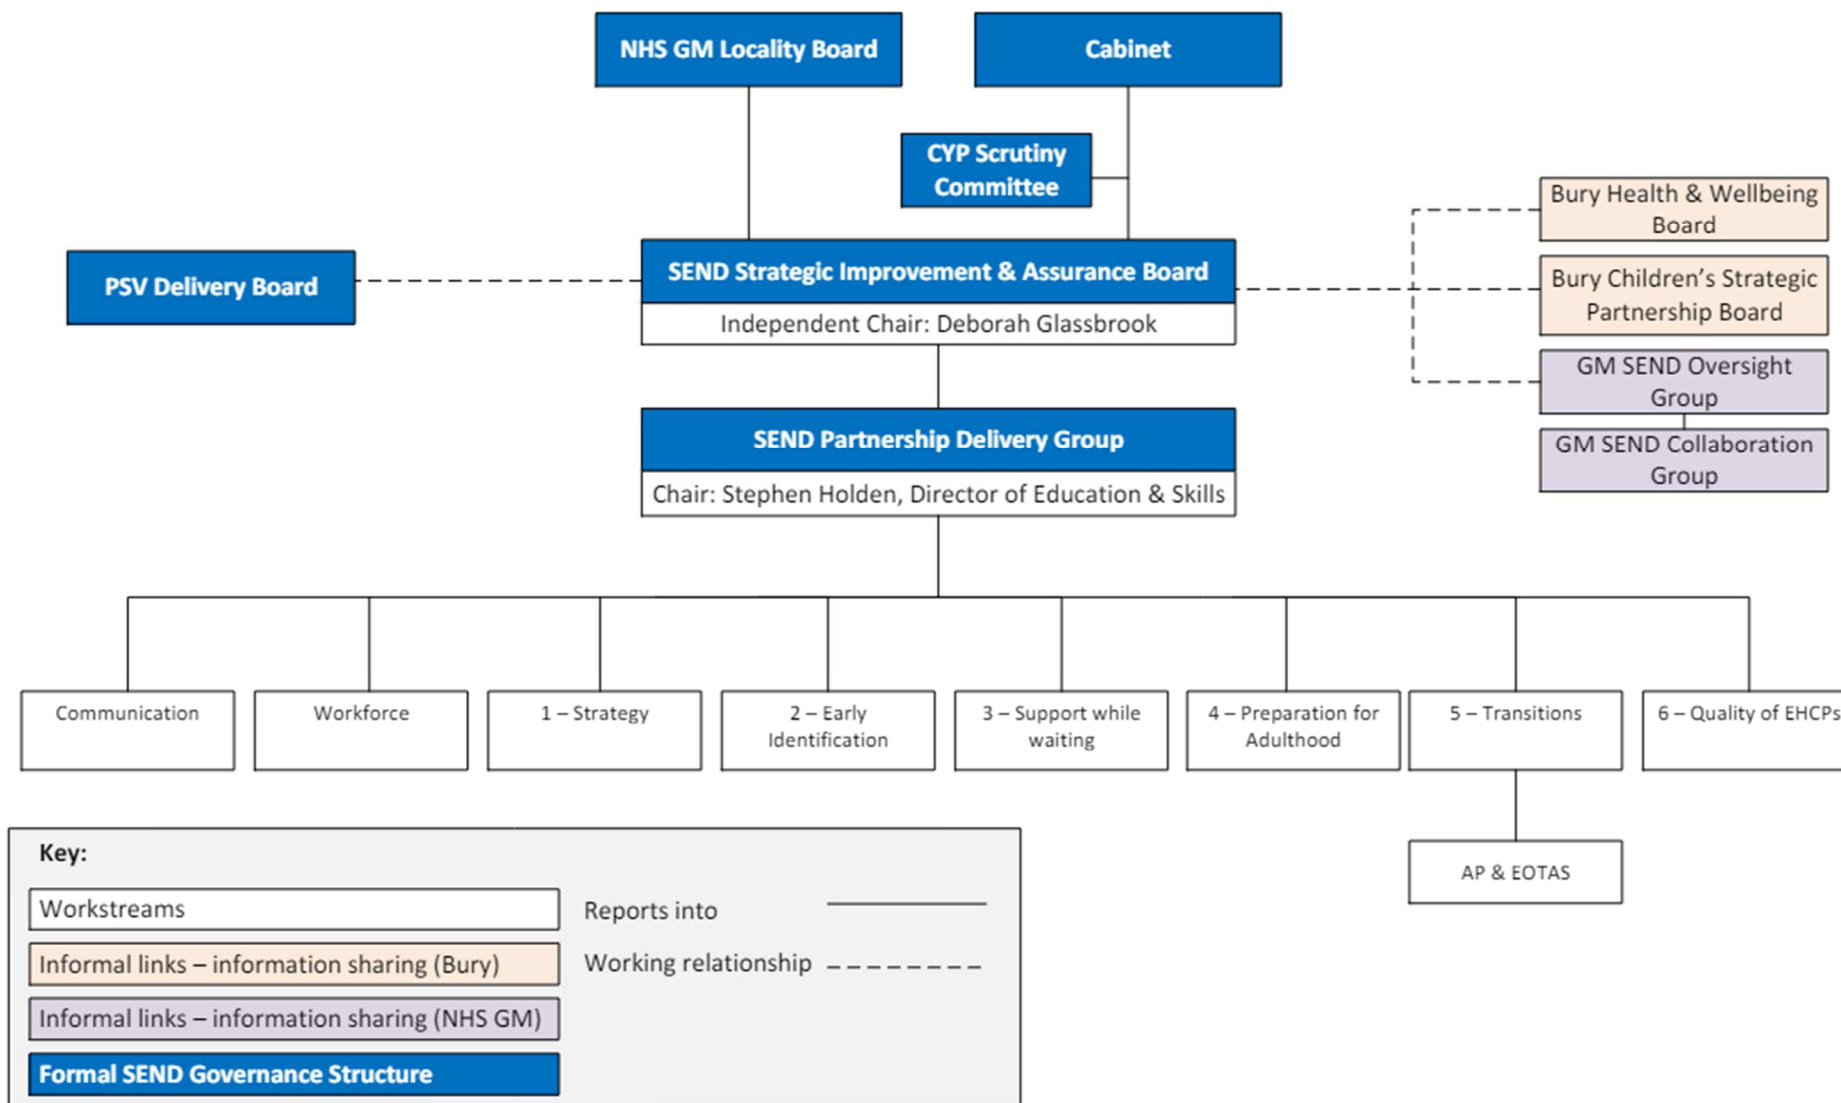 NHS GM Locality Board
Cabinet
CYP Scrutiny
Committee
Bury Health & Wellbeing
Board
PSV Delivery Board
SEND Strategic Improvement & Assurance Board
Independent Chair: Deborah Glassbrook
Bury Children’s Strategic
Partnership Board
GM SEND Oversight
Group
GM SEND Collaboration
Group
SEND Partnership Delivery Group
Chair: Stephen Holden, Director of Education & Skills
Communication
Workforce
1 – Strategy
2 – Early
Identification
3 – Support while
waiting
4 – Preparation for
Adulthood
5 – Transitions
6 – Quality of EHCPs
AP & EOTAS
Key:
Workstreams
Reports into
Informal links – information sharing (Bury)
Working relationship
Informal links – information sharing (NHS GM)
Formal SEND Governance Structure